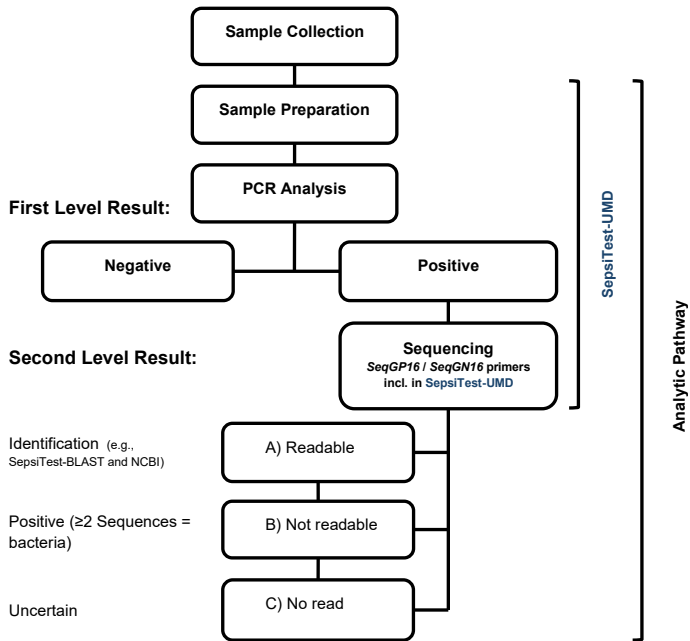 Sample Collection
Sample Preparation
PCR Analysis
First Level Result:
Negative
Positive
Second Level Result:
Sequencing
SeqGP16 / SeqGN16 primers
incl. in SepsiTest-UMD
Identification (e.g.,
SepsiTest-BLAST and NCBI)
A) Readable
Positive (≥2 Sequences =
bacteria)
B) Not readable
Uncertain
C) No read
SepsiTest-UMD
Analytic Pathway